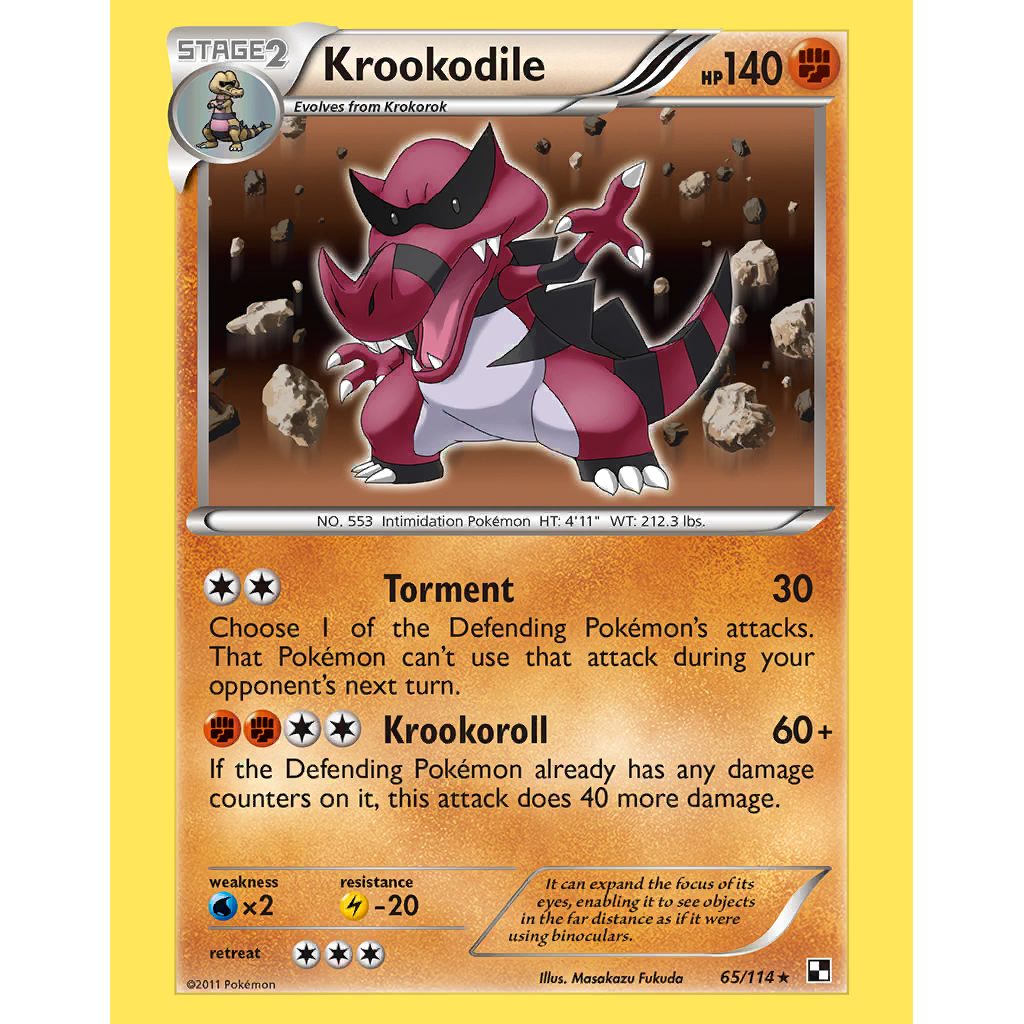 STAGE2
Krookodile
HP140
Evolves from Krokorok
NO. 553 Intimidation Pokémon HT: 4'11" WT: 212.3 lbs.
Torment 30
Choose 1 of the Defending Pokémon's attacks.
That Pokémon can't use that attack during your
opponent's next turn.
Krookoroll 60+
If the Defending Pokémon already has any damage
counters on it, this attack does 40 more damage.
weakness
×2
resistance
-20
retreat
It can expand the focus of its
eyes, enabling it to see objects
in the far distance as if it were
using binoculars.
©2011 Pokémon
Illus. Masakazu Fukuda
65/114 ★